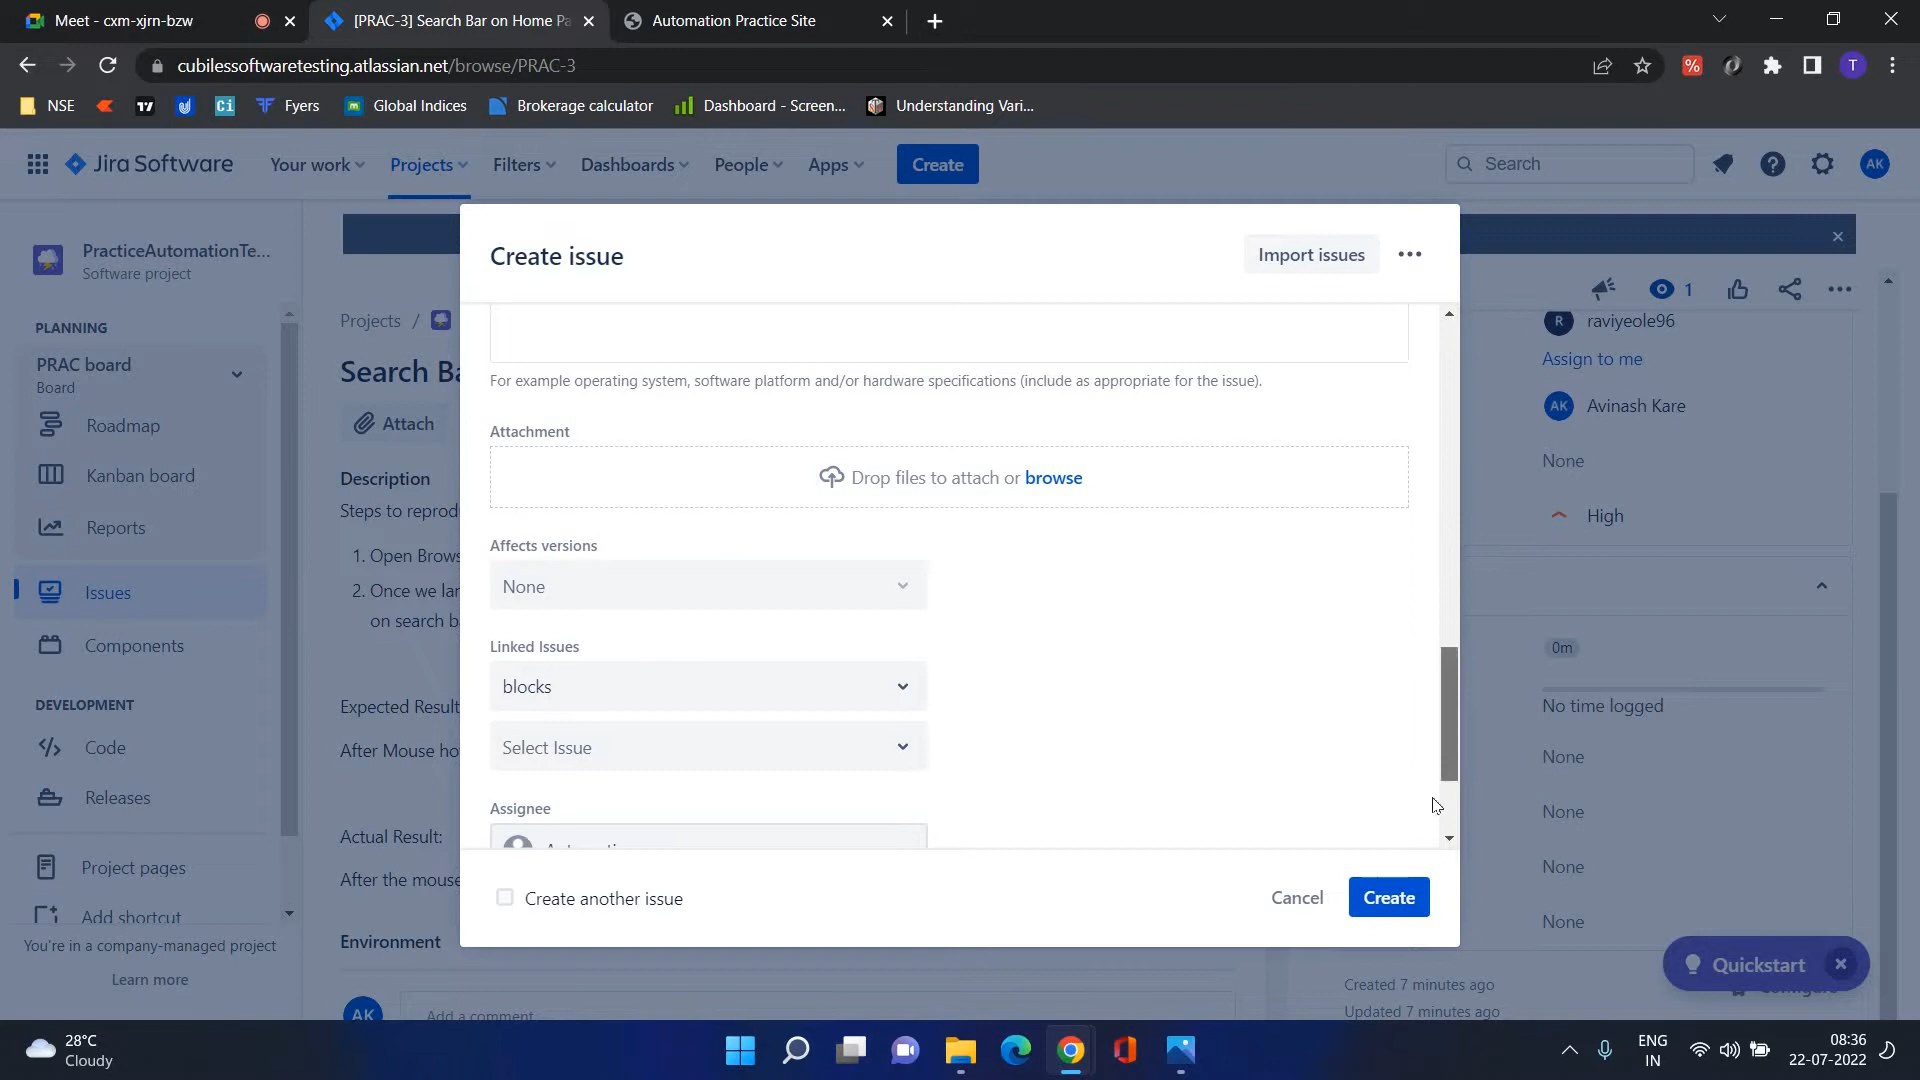 Meet - cxm-xjrn-bzw
[PRAC-3] Search Bar on Home Pa
Automation Practice Site
cubilessoftwaretesting.atlassian.net/browse/PRAC-3
T
NSE
Ci
Fyers
Global Indices
Brokerage calculator
Dashboard - Screen...
Understanding Vari...
Jira Software
Your work
Projects
Filters
Dashboards
People
Apps
Create
Search
AK
PracticeAutomationTe...
Software project
PLANNING
PRAC board
Board
Roadmap
Kanban board
Reports
Issues
Components
DEVELOPMENT
Code
Releases
Project pages
Add shortcut
You're in a company-managed project
Learn more
Projects /
Search Ba
Attach
Description
Steps to reprod
1. Open Brows
2. Once we lan
on search b
Expected Result
After Mouse ho
Actual Result:
After the mouse
Environment
AK
Add a comment...
Create issue
Import issues
For example operating system, software platform and/or hardware specifications (include as appropriate for the issue).
Attachment
Drop files to attach or browse
Affects versions
None
Linked Issues
blocks
Select Issue
Assignee
Create another issue
Cancel
Create
1
R raviyeole96
Assign to me
AK Avinash Kare
None
High
0m
No time logged
None
None
None
None
Quickstart
Created 7 minutes ago
Updated 7 minutes ago
28°C
Cloudy
ENG
IN
08:36
22-07-2022